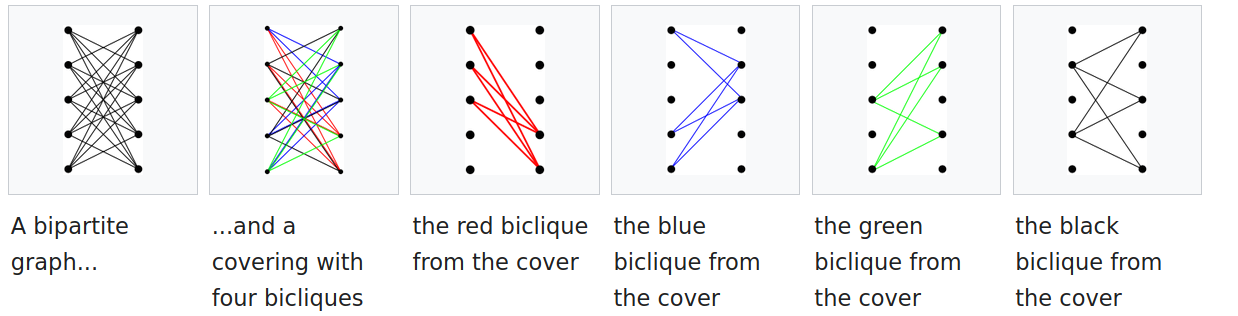 A bipartite
graph...
...and a
covering with
four bicliques
the red biclique
from the cover
the blue
biclique from
the cover
the green
biclique from
the cover
the black
biclique from
the cover